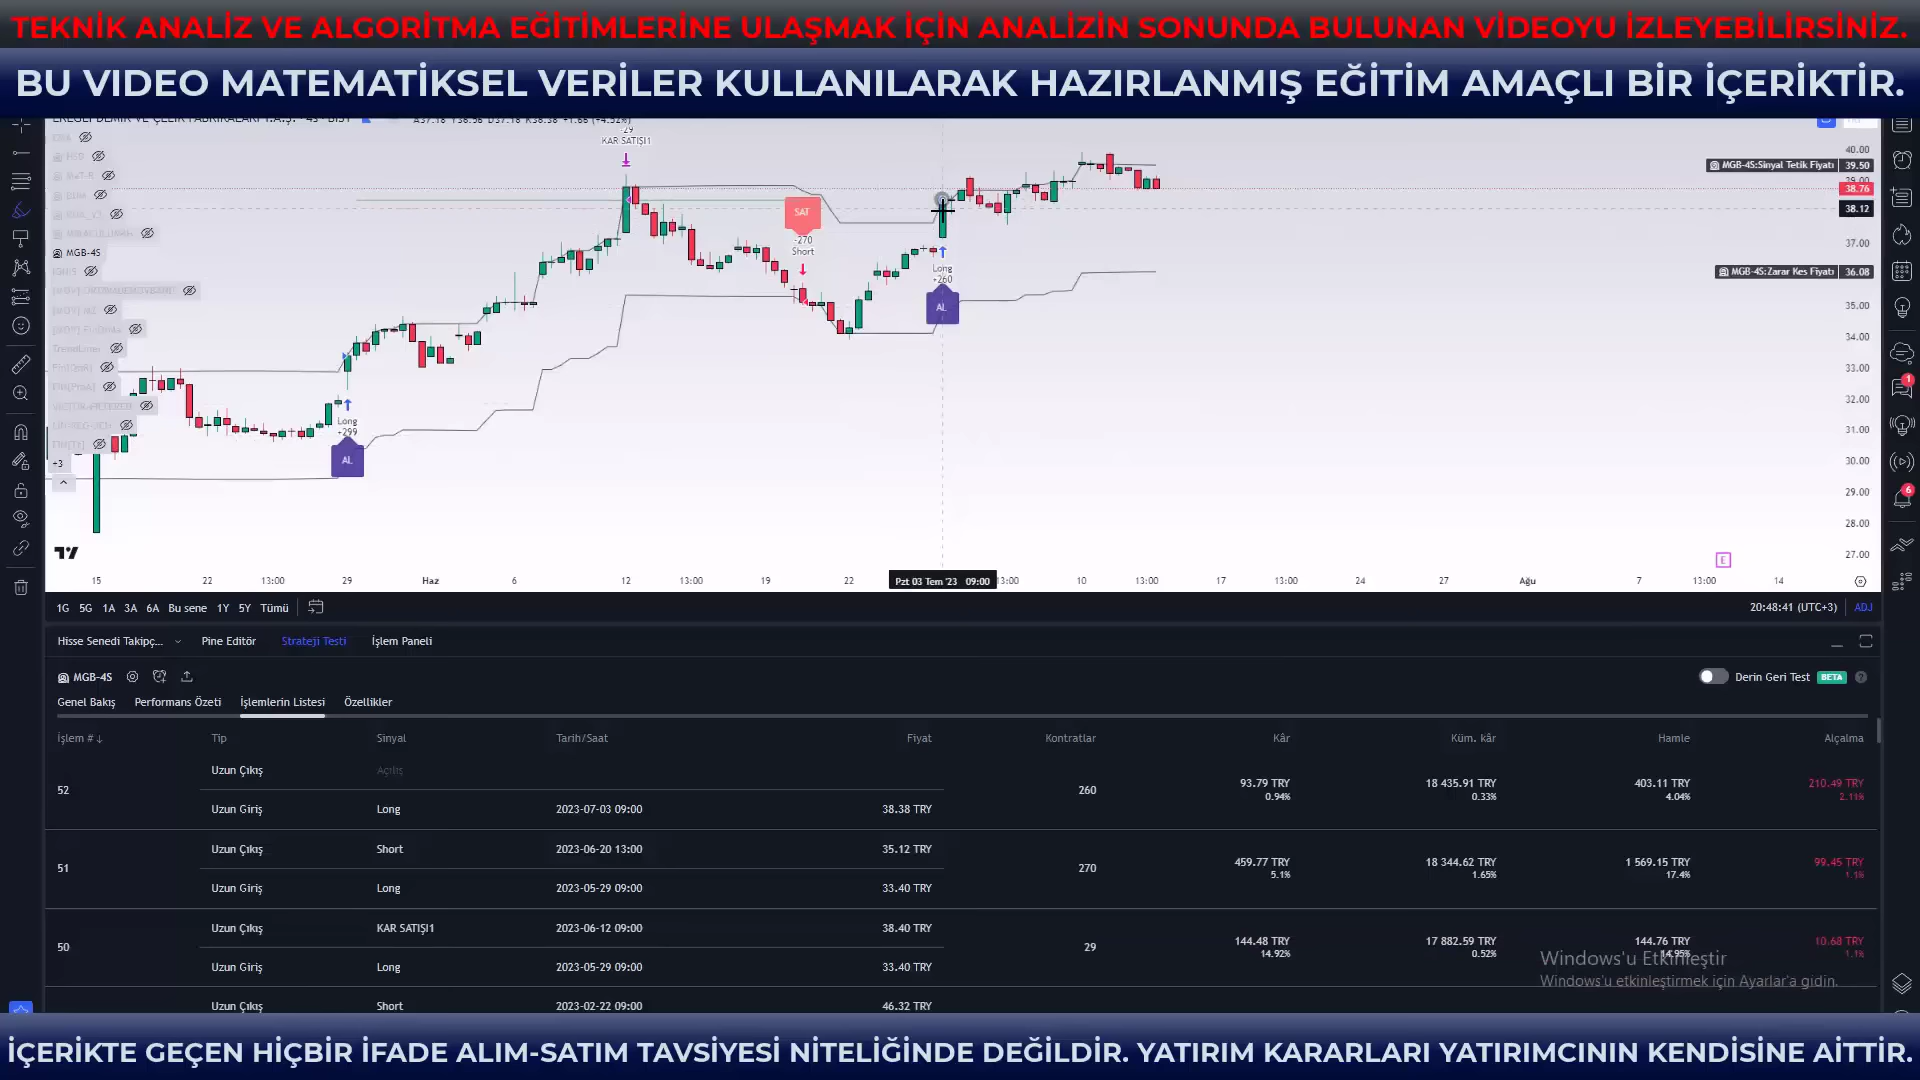 TEKNİK ANALİZ VE ALGORİTMA EĞİTİMLERİNE ULAŞMAK İÇİN ANALİZİN SONUNDA BULUNAN VİDEOYU İZLEYEBİLİRSİNİZ.
BU VIDEO MATEMATİKSEL VERİLER KULLANILARAK HAZIRLANMIŞ EĞİTİM AMAÇLI BİR İÇERİKTİR.
-29
KAR SATIŞI1
MGB-4S
+3
SAT
-270
Short
Long
+260
AL
Long
+299
AL
MGB-4S:Sinyal Tetik Fiyatı 39.50
MGB-4S:Zarar Kes Fiyatı 36.08
40.00
39.00
38.76
38.12
37.00
35.00
34.00
33.00
32.00
31.00
30.00
29.00
28.00
27.00
E
15 22 13:00 29 Haz 6 12 13:00 19 22 Pzt 03 Tem '23 09:00 13:00 10 13:00 17 13:00 24 27 Ağu 7 13:00 14
1G 5G 1A 3A 6A Bu sene 1Y 5Y Tümü
20:48:41 (UTC+3) ADJ
Hisse Senedi Takipç... Pine Editör Strateji Testi İşlem Paneli
MGB-4S
Derin Geri Test BETA
Genel Bakış Performans Özeti İşlemlerin Listesi Özellikler
İşlem # ↓ Tip Sinyal Tarih/Saat Fiyat Kontratlar Kâr Küm. kâr Hamle Alçalma
52 Uzun Çıkış Açılış
Uzun Giriş Long 2023-07-03 09:00 38.38 TRY
260 93.79 TRY 18 435.91 TRY 403.11 TRY 210.49 TRY
0.94% 0.33% 4.04% 2.11%
51 Uzun Çıkış Short 2023-06-20 13:00 35.12 TRY
Uzun Giriş Long 2023-05-29 09:00 33.40 TRY
270 459.77 TRY 18 344.62 TRY 1 569.15 TRY 99.45 TRY
5.1% 1.65% 17.4% 1.1%
50 Uzun Çıkış KAR SATIŞI1 2023-06-12 09:00 38.40 TRY
Uzun Giriş Long 2023-05-29 09:00 33.40 TRY
29 144.48 TRY 17 882.59 TRY 144.76 TRY 10.68 TRY
14.92% 0.52% 14.95% 1.1%
Uzun Çıkış Short 2023-02-22 09:00 46.32 TRY
Windows'u Etkinleştir
Windows'u etkinleştirmek için Ayarlar'a gidin.
İÇERİKTE GEÇEN HİÇBİR İFADE ALIM-SATIM TAVSİYESİ NİTELİĞİNDE DEĞİLDİR. YATIRIM KARARLARI YATIRIMCININ KENDİSİNE AİTTİR.